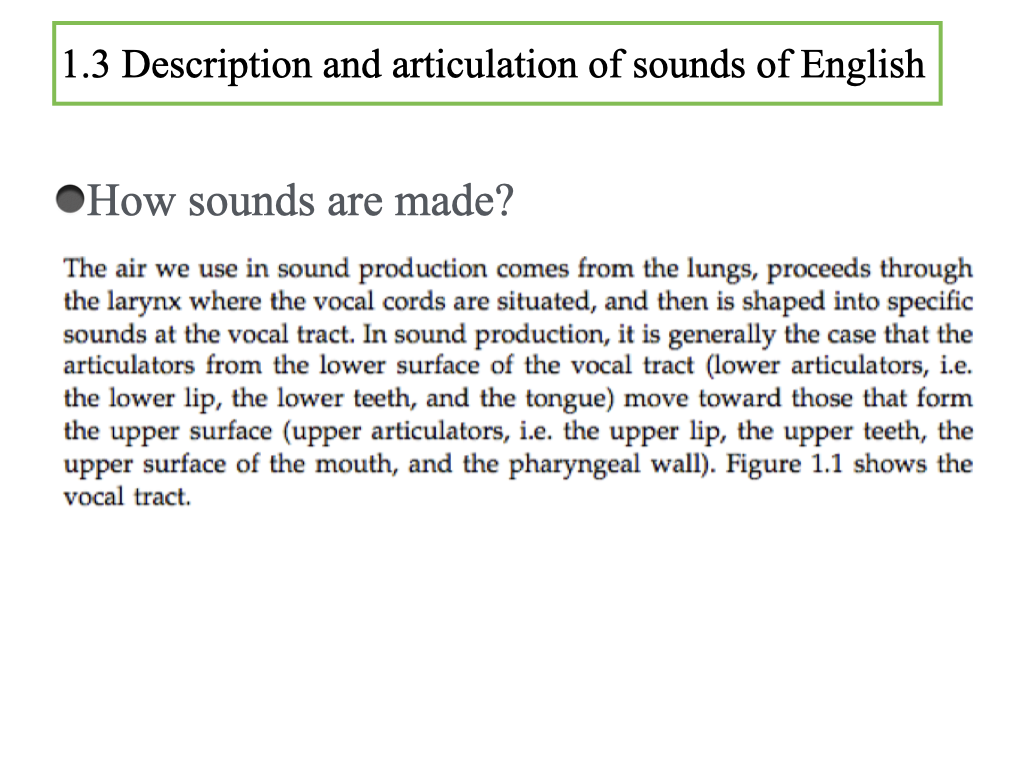 1.3 Description and articulation of sounds of English
How sounds are made?
The air we use in sound production comes from the lungs, proceeds through
the larynx where the vocal cords are situated, and then is shaped into specific
sounds at the vocal tract. In sound production, it is generally the case that the
articulators from the lower surface of the vocal tract (lower articulators, i.e.
the lower lip, the lower teeth, and the tongue) move toward those that form
the upper surface (upper articulators, i.e. the upper lip, the upper teeth, the
upper surface of the mouth, and the pharyngeal wall). Figure 1.1 shows the
vocal tract.